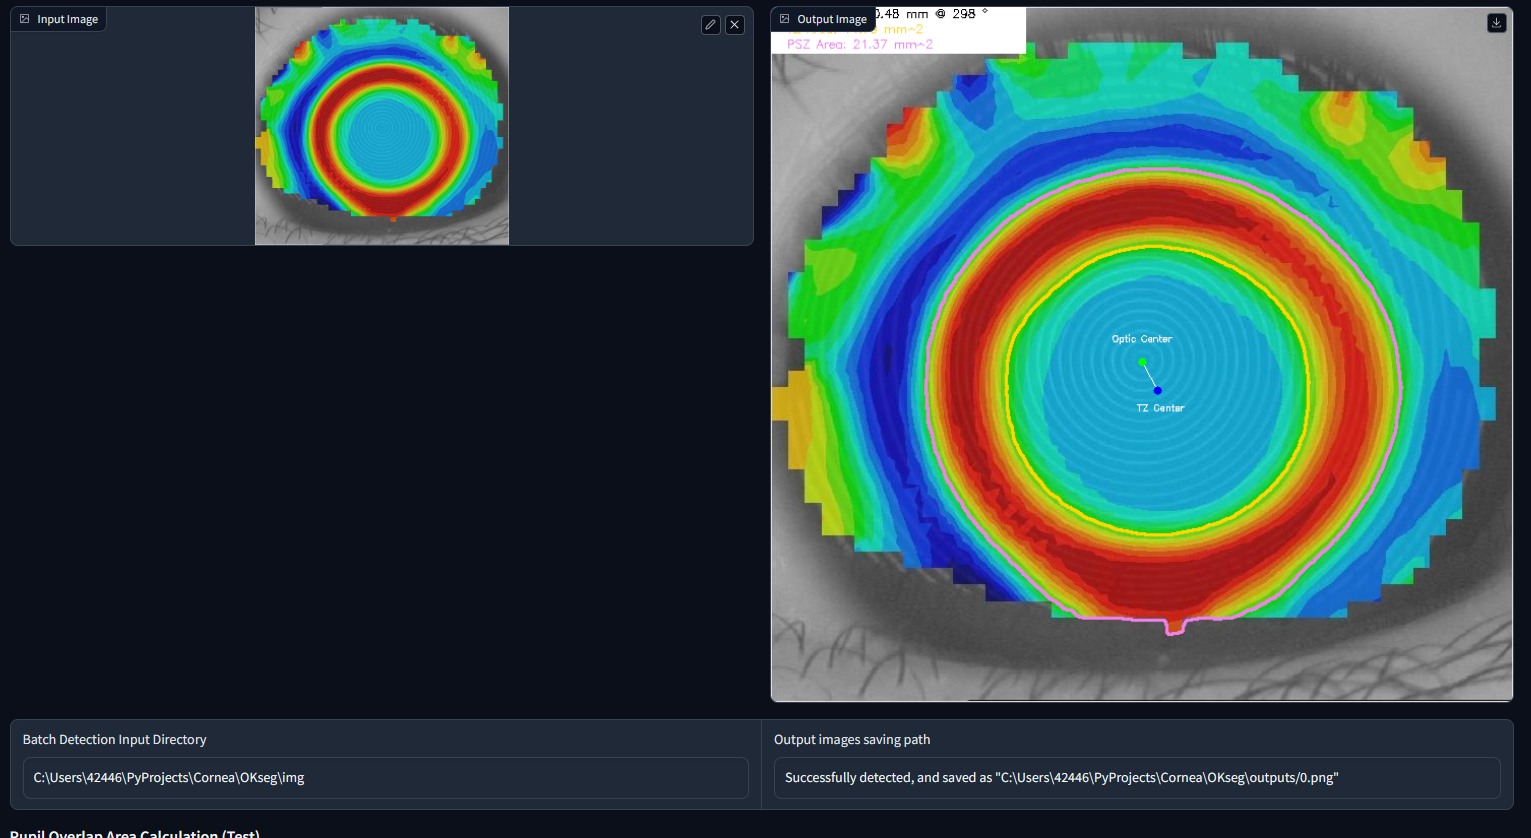 Input Image
Output Image
0.48 mm @ 298 °
mm^2
PSZ Area: 21.37 mm^2
Optic Center
TZ Center
Batch Detection Input Directory
Output images saving path
C:\Users\42446\PyProjects\Cornea\OKseg\img
Successfully detected, and saved as "C:\Users\42446\PyProjects\Cornea\OKseg\outputs/0.png"
Pupil Overlap Area Calculation (Test)